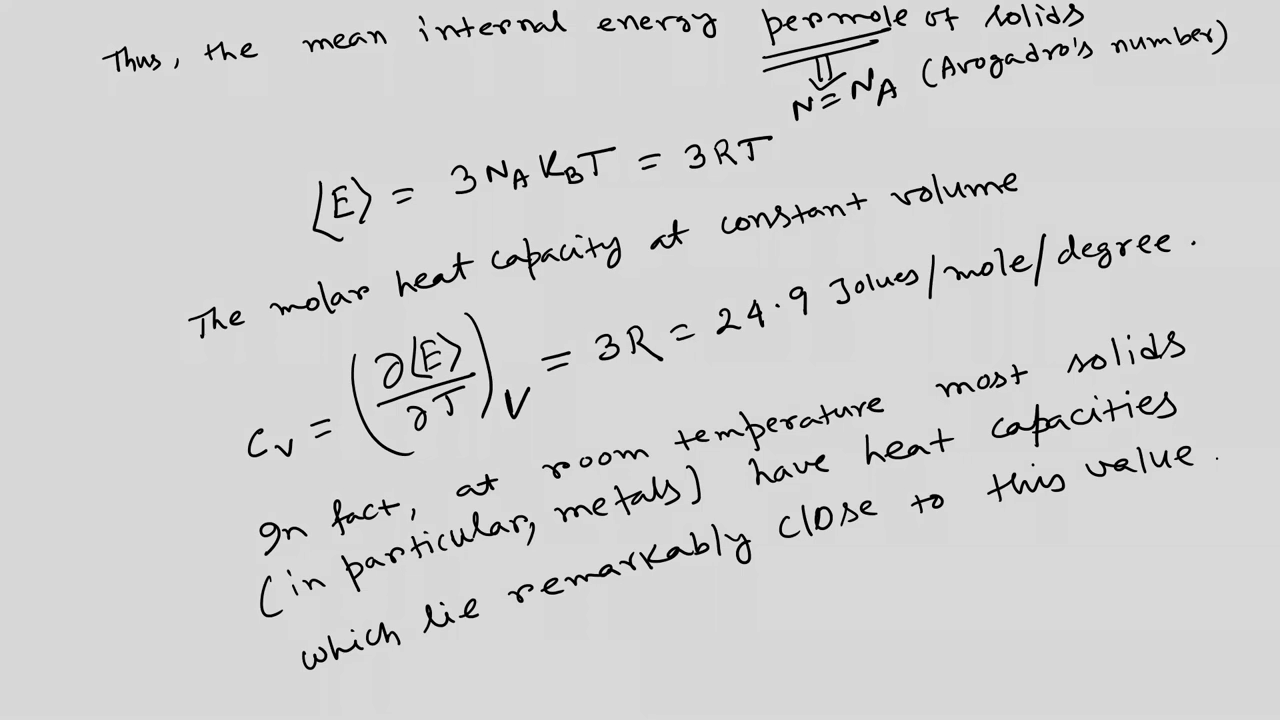 Thus, the mean internal energy per mole of solids
⇓
N = N_A (Avogadro's number)
⟨E⟩ = 3 N_A K_B T = 3RT
The molar heat capacity at constant volume
C_V = (∂⟨E⟩/∂T)_V = 3R = 24.9 Jolues/mole/degree.
In fact, at room temperature most solids
(in particular, metals) have heat capacities
which lie remarkably close to this value.